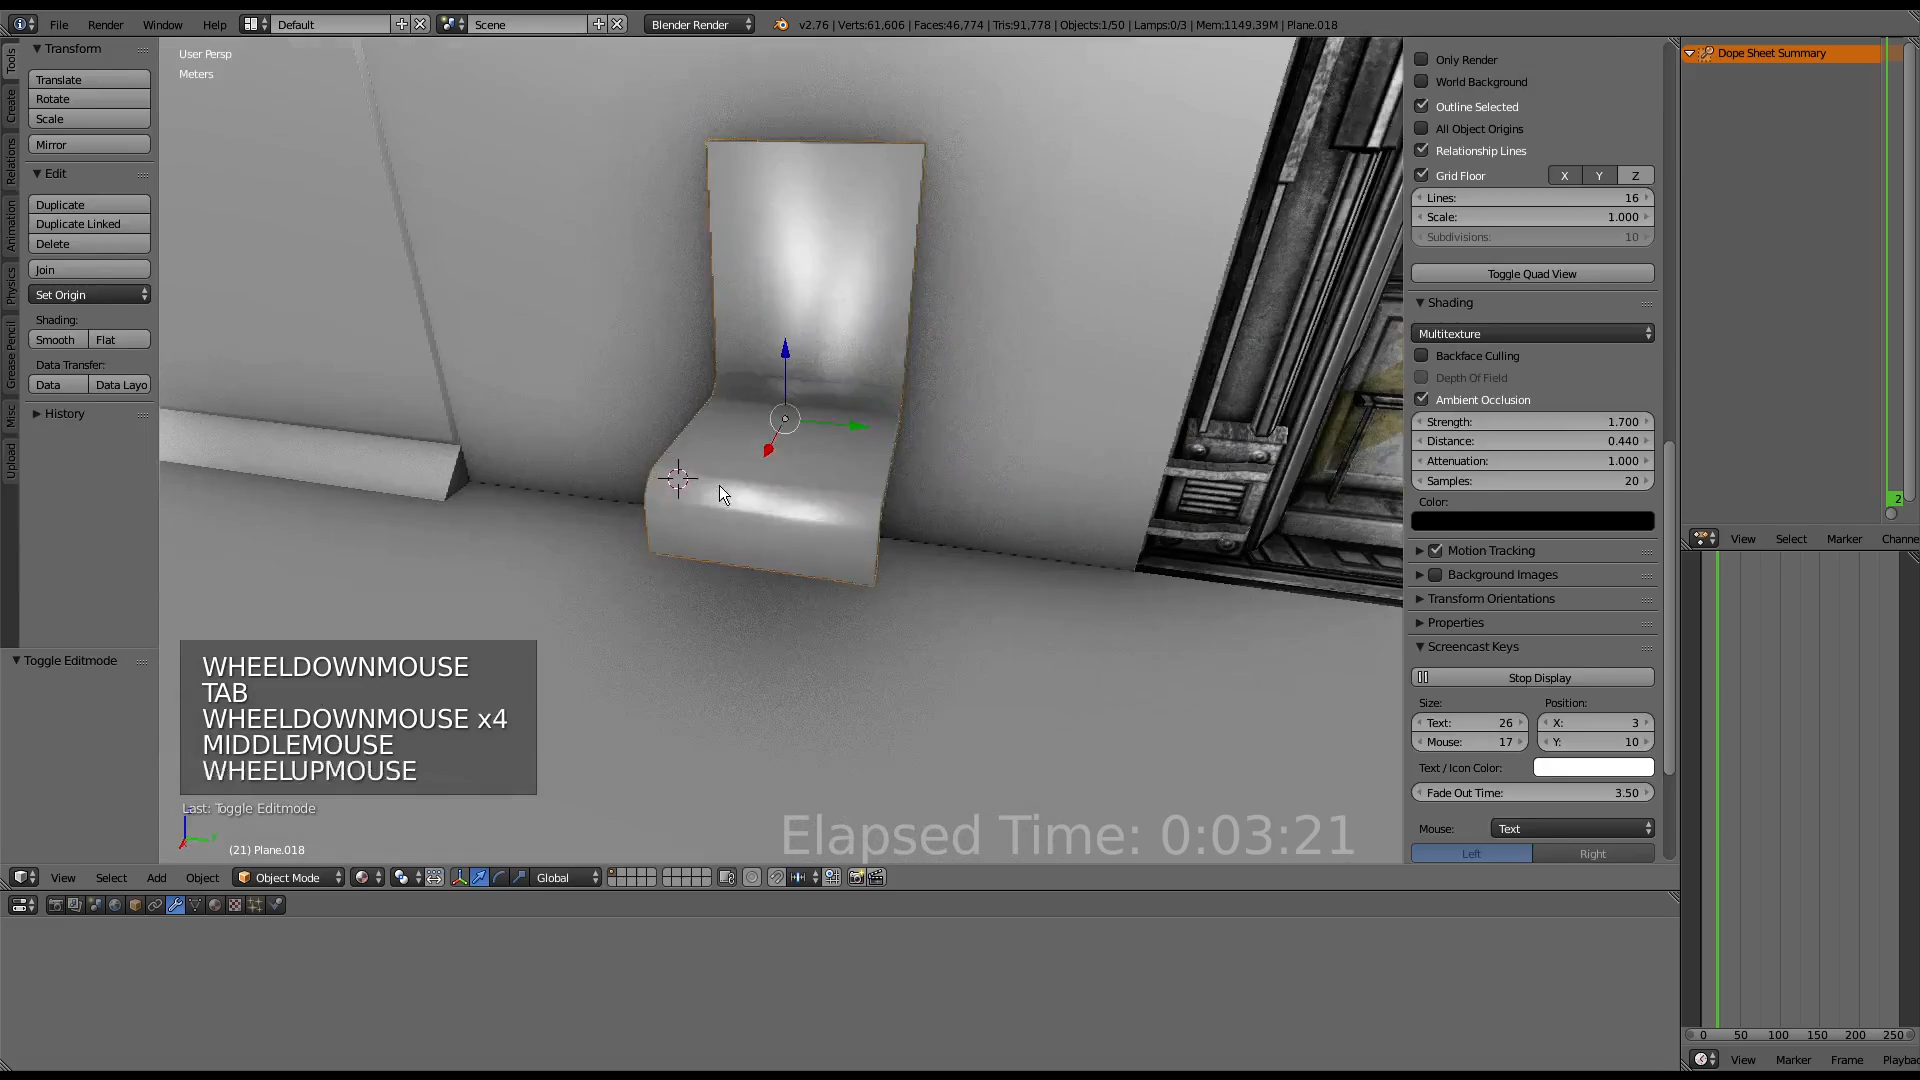 File Render Window Help Default Scene Blender Render v2.76 | Verts:61,606 | Faces:46,774 | Tris:91,778 | Objects:1/50 | Lamps:0/3 | Mem:1149.39M | Plane.018
Tools
Create
Relations
Animation
Physics
Grease Pencil
Misc
Upload
Transform
Translate
Rotate
Scale
Mirror
Edit
Duplicate
Duplicate Linked
Delete
Join
Set Origin
Shading:
Smooth Flat
Data Transfer:
Data Data Layo
History
Toggle Editmode
User Persp
Meters
WHEELDOWNMOUSE
TAB
WHEELDOWNMOUSE x4
MIDDLEMOUSE
WHEELUPMOUSE
Last: Toggle Editmode
(21) Plane.018
Elapsed Time: 0:03:21
Only Render
World Background
Outline Selected
All Object Origins
Relationship Lines
Grid Floor X Y Z
Lines: 16
Scale: 1.000
Subdivisions: 10
Toggle Quad View
Shading
Multitexture
Backface Culling
Depth Of Field
Ambient Occlusion
Strength: 1.700
Distance: 0.440
Attenuation: 1.000
Samples: 20
Color:
Motion Tracking
Background Images
Transform Orientations
Properties
Screencast Keys
Stop Display
Size: Position:
Text: 26 X: 3
Mouse: 17 Y: 10
Text / Icon Color:
Fade Out Time: 3.50
Mouse: Text
Left Right
Dope Sheet Summary
2
View Select Marker Channe
0 50 100 150 200 250
View Marker Frame Playbac
View Select Add Object Object Mode Global